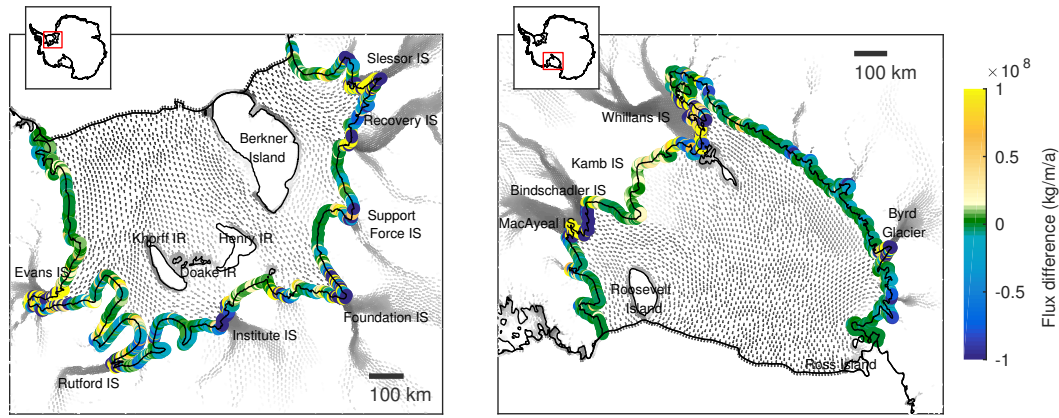 Slessor IS
Recovery IS
Berkner
Island
Support
Force IS
Khorff IR
Henry IR
Doake IR
Evans IS
Foundation IS
Institute IS
Rutford IS
100 km
100 km
Whillans IS
Kamb IS
Bindschadler IS
MacAyeal IS
Byrd
Glacier
Roosevelt
Island
Ross Island
× 10^8
1
0.5
0
-0.5
-1
Flux difference (kg/m/a)